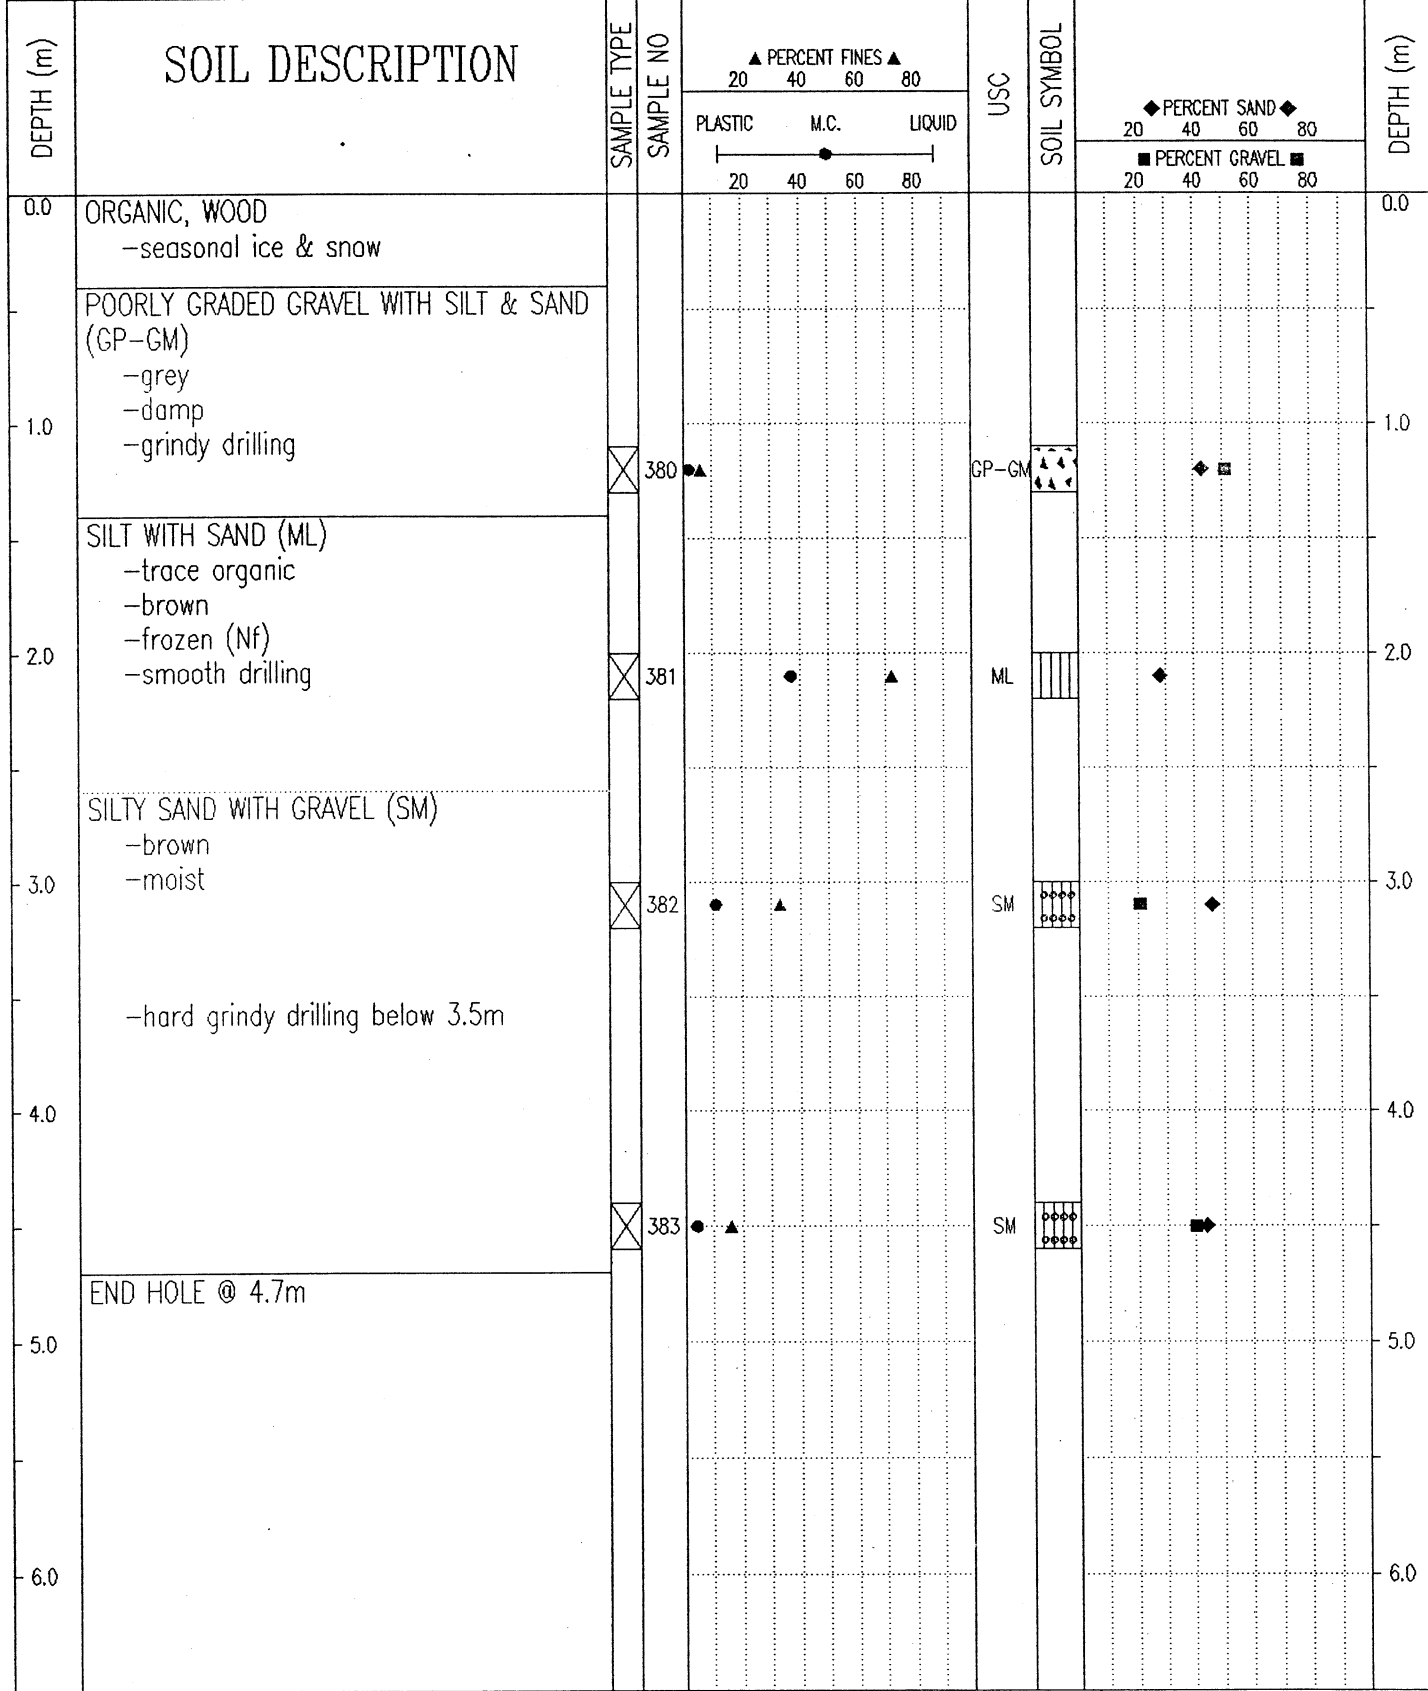 DEPTH (m)
SOIL DESCRIPTION
SAMPLE TYPE
SAMPLE NO
▲ PERCENT FINES ▲
20 40 60 80
PLASTIC M.C. LIQUID
20 40 60 80
USC
SOIL SYMBOL
◆ PERCENT SAND ◆
20 40 60 80
■ PERCENT GRAVEL ■
20 40 60 80
DEPTH (m)
0.0 ORGANIC, WOOD 0.0
-seasonal ice & snow
POORLY GRADED GRAVEL WITH SILT & SAND
(GP-GM)
-grey
-damp
1.0 1.0
-grindy drilling
380 GP-GM
SILT WITH SAND (ML)
-trace organic
-brown
-frozen (Nf)
2.0 2.0
-smooth drilling 381 ML
SILTY SAND WITH GRAVEL (SM)
-brown
-moist
3.0 3.0
382 SM
-hard grindy drilling below 3.5m
4.0 4.0
383 SM
END HOLE @ 4.7m
5.0 5.0
6.0 6.0